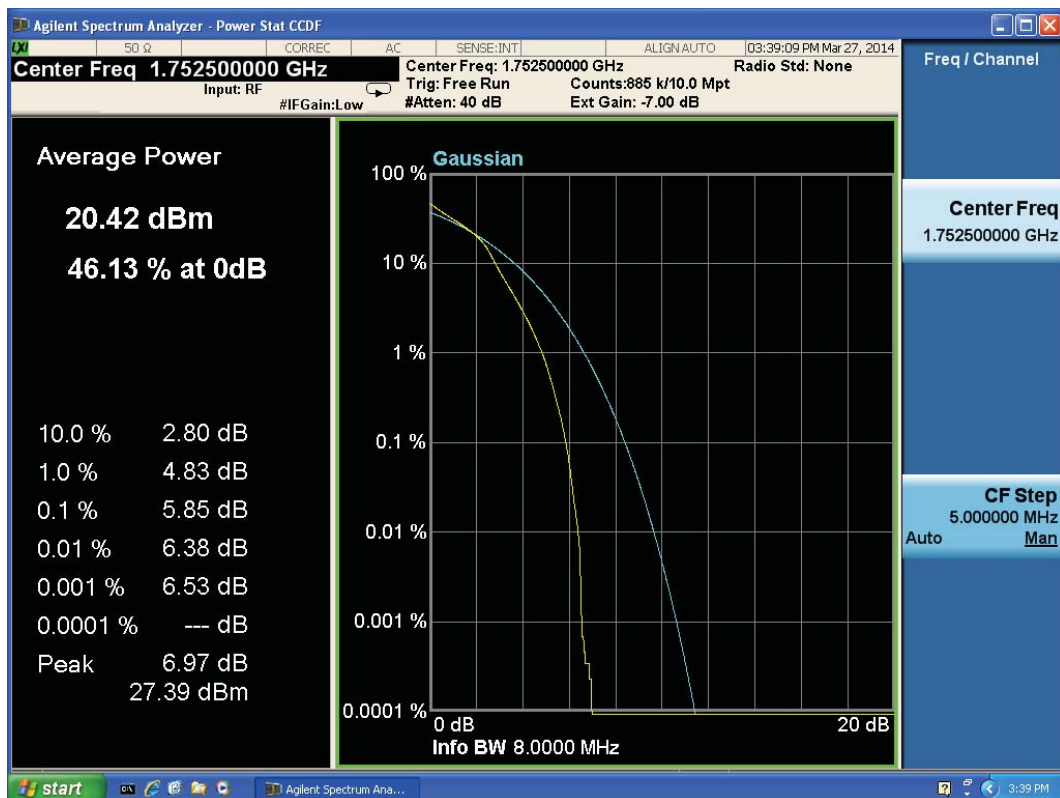 Agilent Spectrum Analyzer - Power Stat CCDF
LXI 50 Ω CORREC AC SENSE:INT ALIGN AUTO 03:39:09 PM Mar 27, 2014
Center Freq 1.752500000 GHz
Input: RF
#IFGain:Low
Center Freq: 1.752500000 GHz
Radio Std: None
Trig: Free Run
Counts:885 k/10.0 Mpt
#Atten: 40 dB
Ext Gain: -7.00 dB
Average Power
20.42 dBm
46.13 % at 0dB
10.0 % 2.80 dB
1.0 % 4.83 dB
0.1 % 5.85 dB
0.01 % 6.38 dB
0.001 % 6.53 dB
0.0001 % --- dB
Peak 6.97 dB
27.39 dBm
Gaussian
100 %
10 %
1 %
0.1 %
0.01 %
0.001 %
0.0001 %
0 dB 20 dB
Info BW 8.0000 MHz
Freq / Channel
Center Freq
1.752500000 GHz
CF Step
5.000000 MHz
Auto Man
start
Agilent Spectrum Ana...
3:39 PM